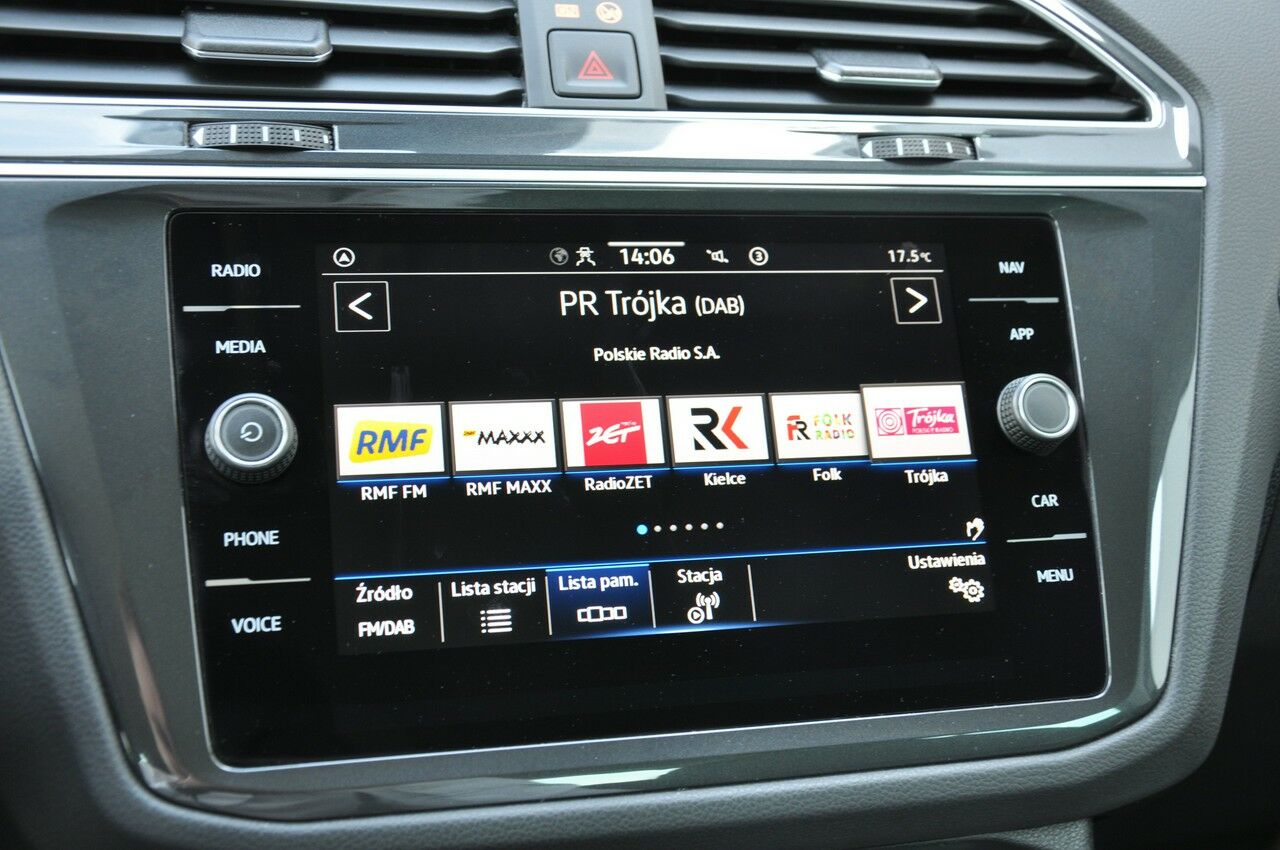 RADIO
MEDIA
PHONE
VOICE
14:06
3
17.5°C
<
PR Trójka (DAB)
>
Polskie Radio S.A.
RMF
MAXXX
ZET
RK
FR FOLK RADIO
Trójka
RMF FM
RMF MAXX
RadioZET
Kielce
Folk
Trójka
Źródło
FM/DAB
Lista stacji
Lista pam.
Stacja
Ustawienia
NAV
APP
CAR
MENU